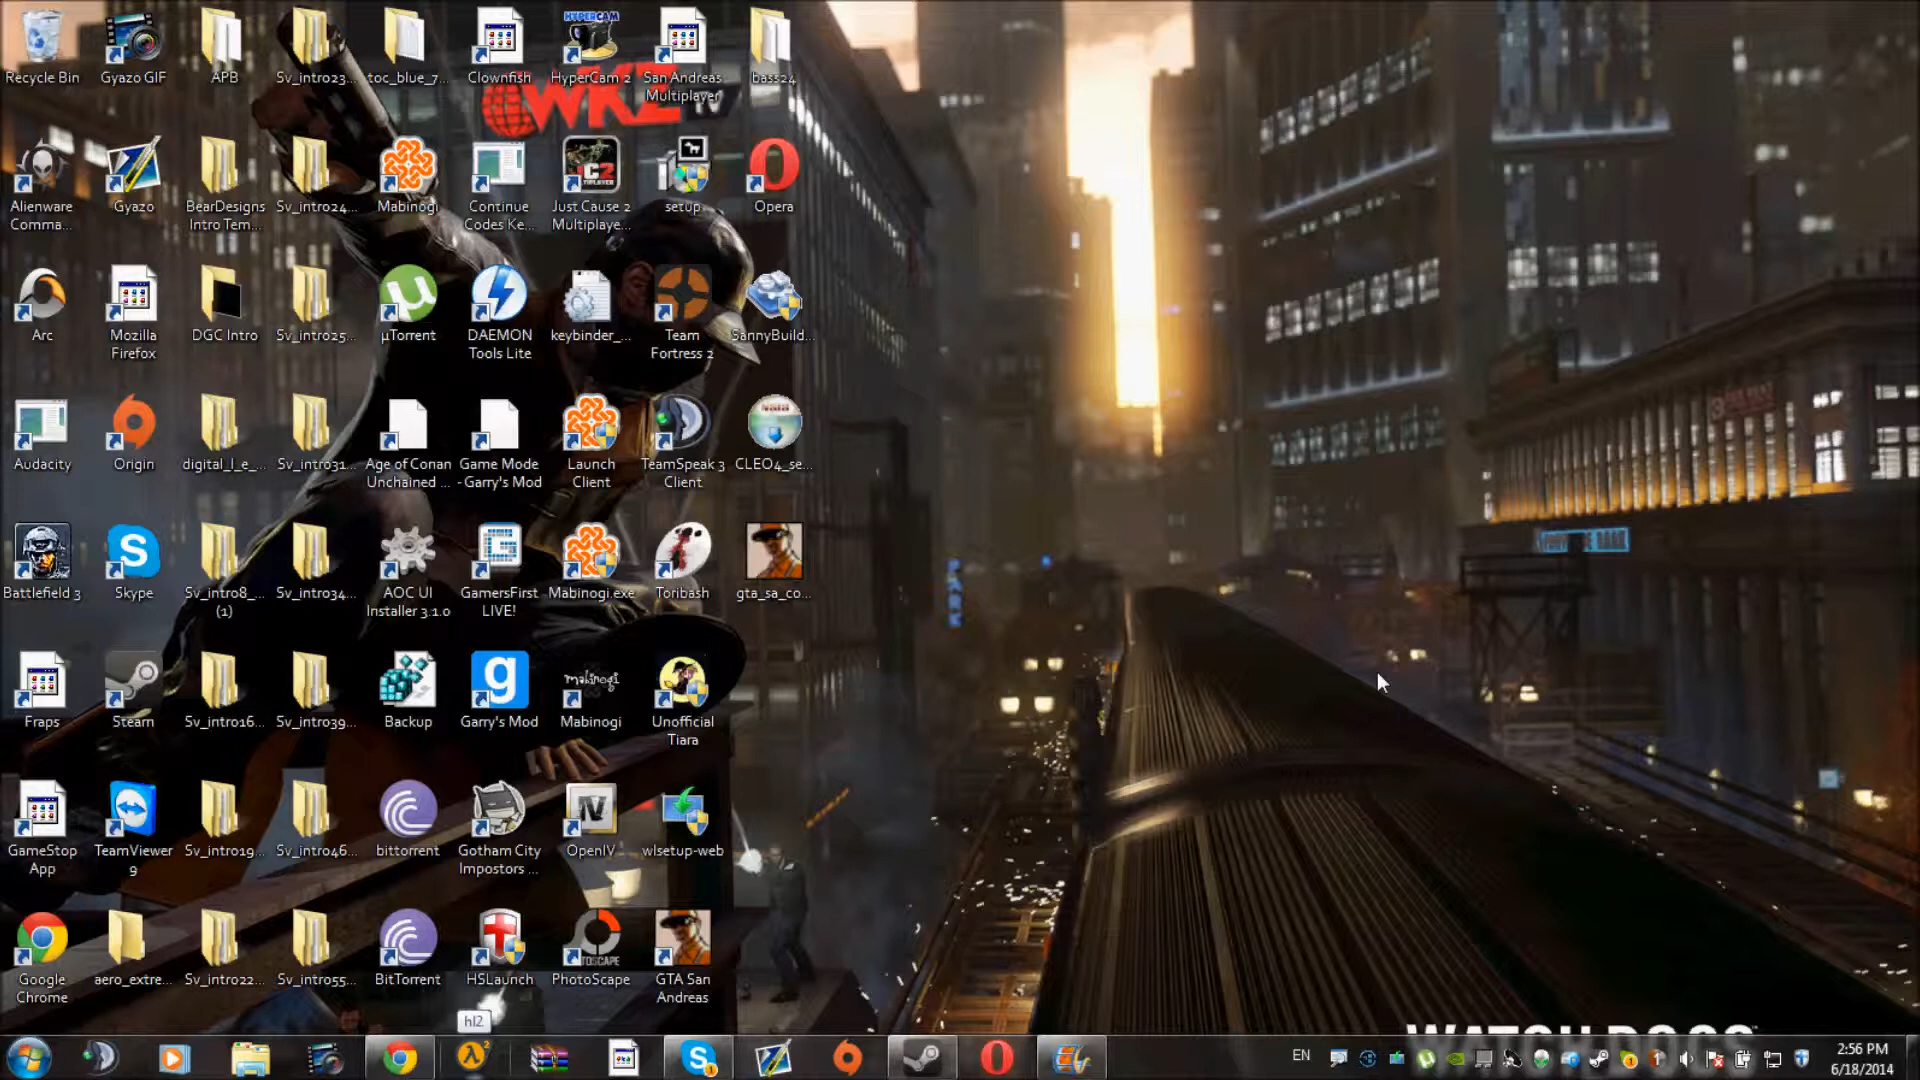 Recycle Bin
Gyazo GIF
APB
Sv_intro23...
toc_blue_7...
Clownfish
HyperCam 2
San Andreas
Multiplayer
bass24
HYPERCAM
WKZ TV
Alienware
Comma...
Gyazo
BearDesigns
Intro Tem...
Sv_intro24...
Mabinogi
Continue
Codes Ke...
Just Cause 2
Multiplaye...
setup
Opera
Arc
Mozilla
Firefox
DGC Intro
Sv_intro25...
µTorrent
DAEMON
Tools Lite
keybinder_...
Team
Fortress 2
SannyBuild...
Audacity
Origin
digital_l_e_...
Sv_intro31...
Age of Conan
Unchained ...
Game Mode
- Garry's Mod
Launch
Client
TeamSpeak 3
Client
CLEO4_se...
Battlefield 3
Skype
Sv_intro8_...
(1)
Sv_intro34...
AOC UI
Installer 3.1.0
GamersFirst
LIVE!
Mabinogi.exe
Toribash
gta_sa_co...
PARK
Fraps
Steam
Sv_intro16...
Sv_intro39...
Backup
Garry's Mod
Mabinogi
Unofficial
Tiara
GameStop
App
TeamViewer
9
Sv_intro19...
Sv_intro46...
bittorrent
Gotham City
Impostors ...
OpenIV
wlsetup-web
Google
Chrome
aero_extre...
Sv_intro22...
Sv_intro55...
BitTorrent
HSLaunch
PhotoScape
GTA San
Andreas
hl2
WATCH DOGS
EN
2:56 PM
6/18/2014